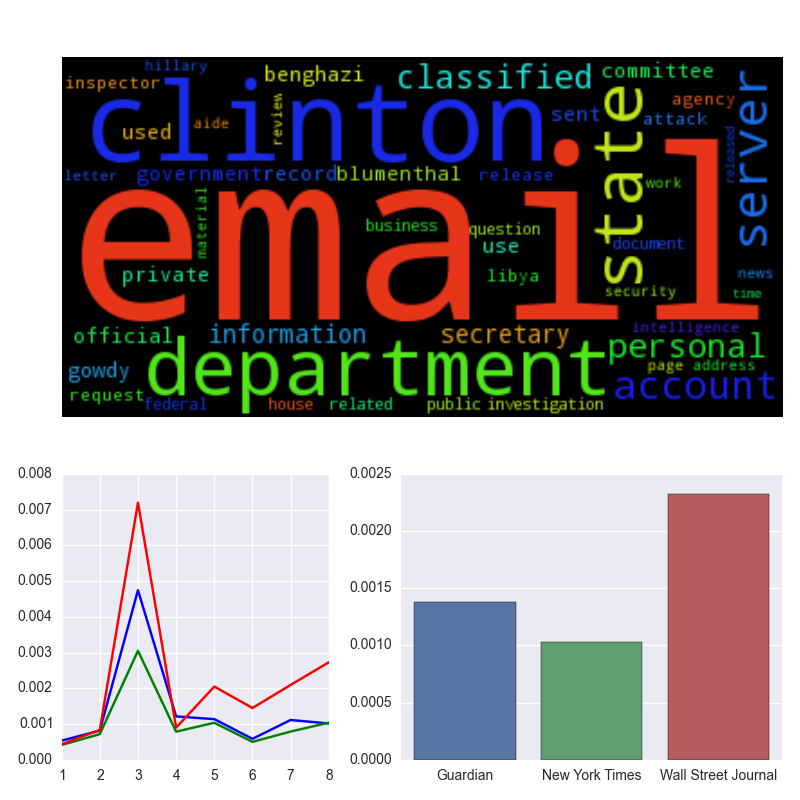 hillary
inspector
benghazi
classified
committee
clinton
review
aide
used
sent
state
agency
attack
server
released
letter
government
record
blumenthal
release
work
email
material
business
question
use
document
private
libya
security
news
time
official
information
secretary
intelligence
personal
gowdy
department
page
address
request
account
federal
house
related
public
investigation
0.008
0.007
0.006
0.005
0.004
0.003
0.002
0.001
0.000
1 2 3 4 5 6 7 8
0.0025
0.0020
0.0015
0.0010
0.0005
0.0000
Guardian New York Times Wall Street Journal